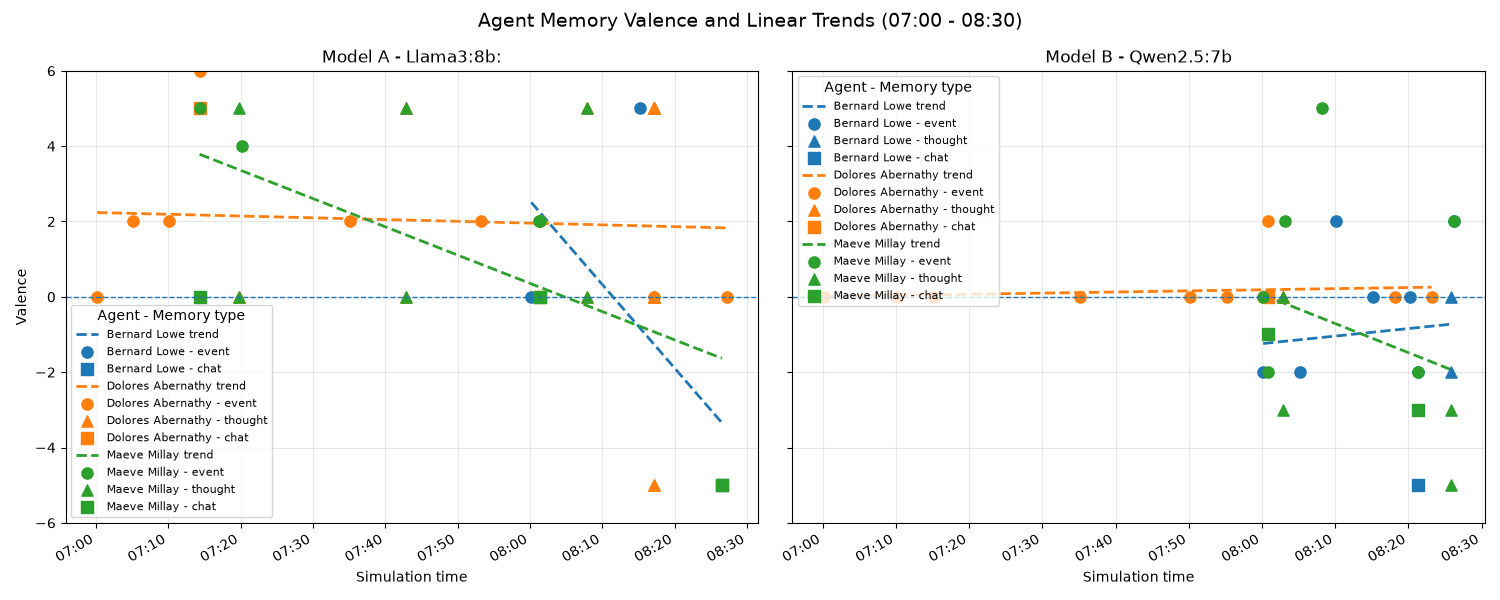 Agent Memory Valence and Linear Trends (07:00 - 08:30)
Model A - Llama3:8b:
Valence
6
4
2
0
−2
−4
−6
Agent - Memory type
Bernard Lowe trend
Bernard Lowe - event
Bernard Lowe - chat
Dolores Abernathy trend
Dolores Abernathy - event
Dolores Abernathy - thought
Dolores Abernathy - chat
Maeve Millay trend
Maeve Millay - event
Maeve Millay - thought
Maeve Millay - chat
07:00
07:10
07:20
07:30
07:40
07:50
08:00
08:10
08:20
08:30
Simulation time
Model B - Qwen2.5:7b
Agent - Memory type
Bernard Lowe trend
Bernard Lowe - event
Bernard Lowe - thought
Bernard Lowe - chat
Dolores Abernathy trend
Dolores Abernathy - event
Dolores Abernathy - thought
Dolores Abernathy - chat
Maeve Millay trend
Maeve Millay - event
Maeve Millay - thought
Maeve Millay - chat
07:00
07:10
07:20
07:30
07:40
07:50
08:00
08:10
08:20
08:30
Simulation time